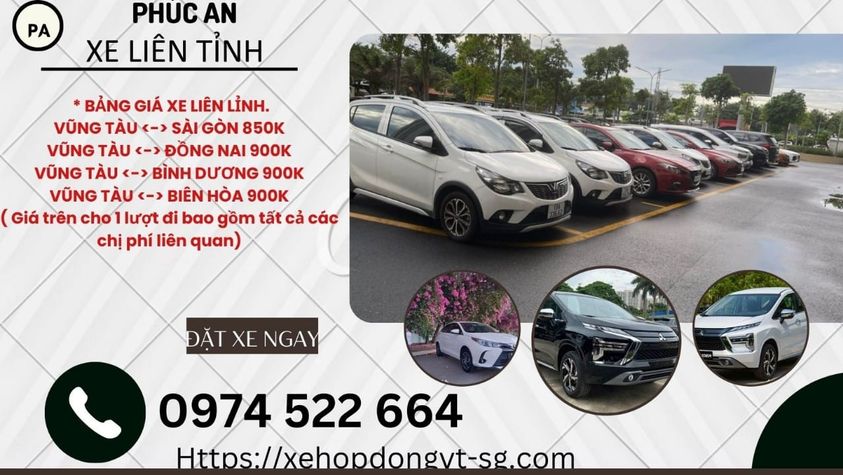 PA
PHÚC AN
XE LIÊN TỈNH
* BẢNG GIÁ XE LIÊN LỈNH.
VŨNG TÀU <-> SÀI GÒN 850K
VŨNG TÀU <-> ĐỒNG NAI 900K
VŨNG TÀU <-> BÌNH DƯƠNG 900K
VŨNG TÀU <-> BIÊN HÒA 900K
( Giá trên cho 1 lượt đi bao gồm tất cả các
chị phí liên quan)
ĐẶT XE NGAY
0974 522 664
Https://xehopdongvt-sg.com